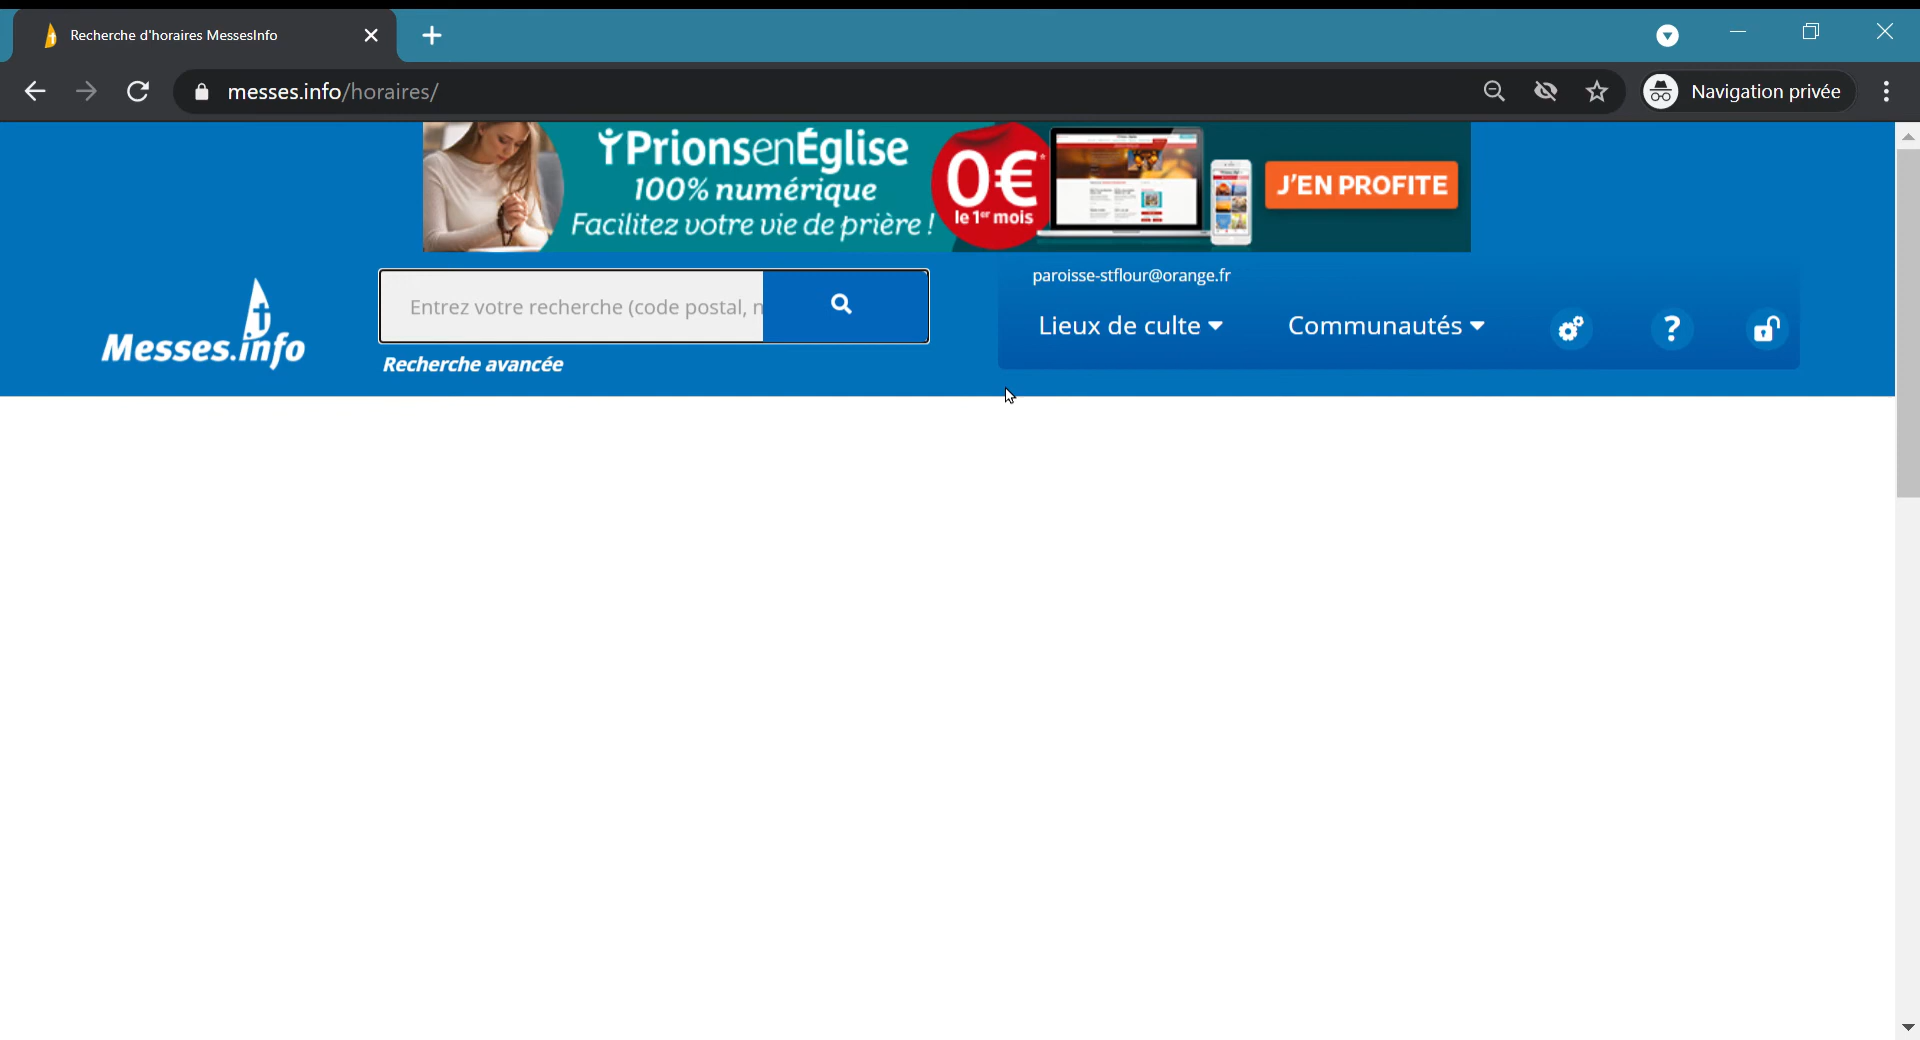 Recherche d'horaires MessesInfo
messes.info/horaires/
Navigation privée
PrionsenÉglise
100% numérique
Facilitez votre vie de prière !
0€*
le 1er mois
J'EN PROFITE
Messes.info
Entrez votre recherche (code postal, n
Recherche avancée
paroisse-stflour@orange.fr
Lieux de culte
Communautés
?